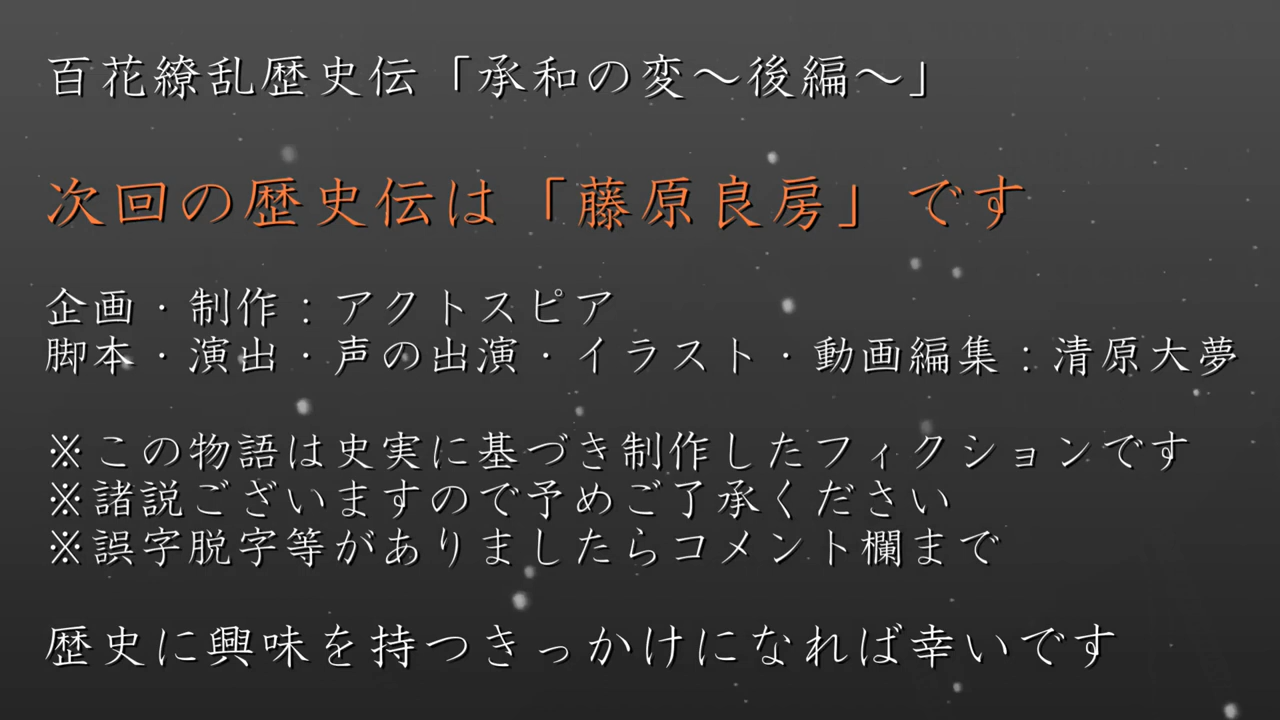 百花繚乱歴史伝「承和の変～後編～」
次回の歴史伝は「藤原良房」です
企画・制作：アクトスピア
脚本・演出・声の出演・イラスト・動画編集：清原大夢
※この物語は史実に基づき制作したフィクションです
※諸説ございますので予めご了承ください
※誤字脱字等がありましたらコメント欄まで
歴史に興味を持つきっかけになれば幸いです